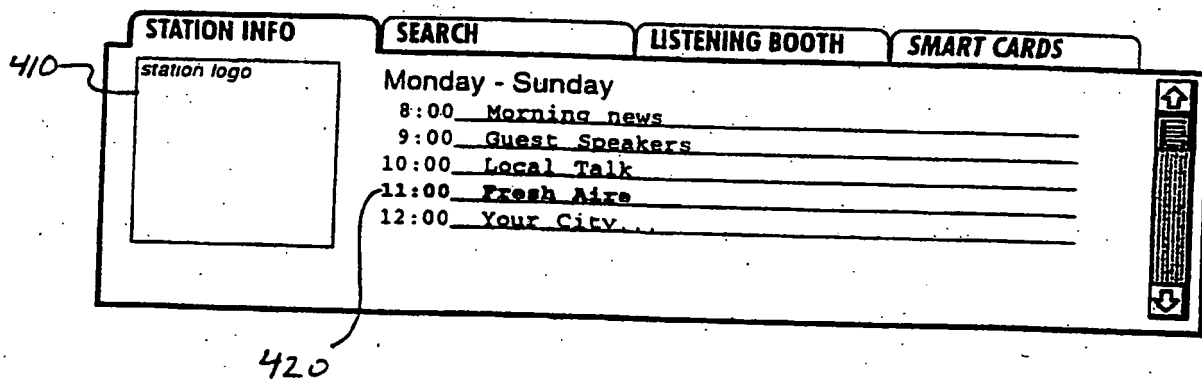 STATION INFO SEARCH LISTENING BOOTH SMART CARDS
410 station logo
Monday - Sunday
8:00 Morning news
9:00 Guest Speakers
10:00 Local Talk
11:00 Fresh Aire
12:00 Your City...
420